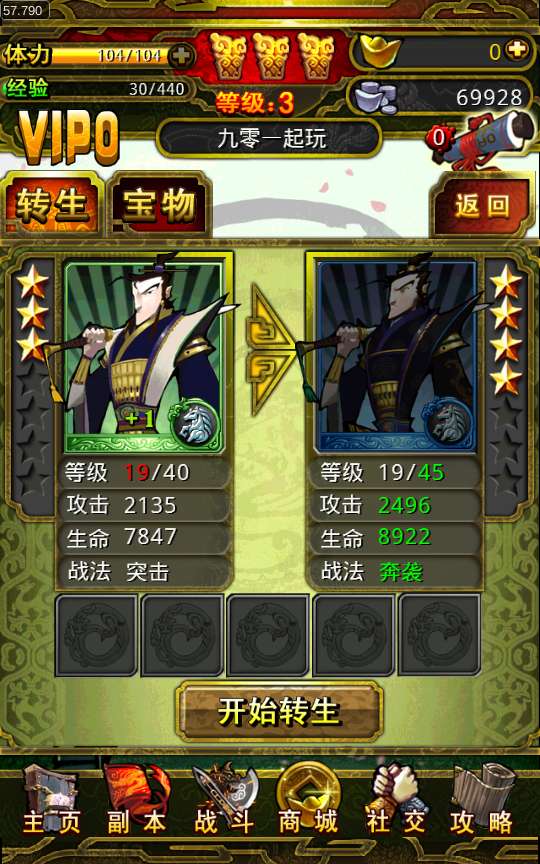 57.790
体力 104/104
0
经验 30/440
等级:3
69928
VIP0
九零一起玩
0
转生 宝物 返回
+1
等级 19/40
攻击 2135
生命 7847
战法 突击
等级 19/45
攻击 2496
生命 8922
战法 奔袭
开始转生
主页 副本 战斗 商城 社交 攻略